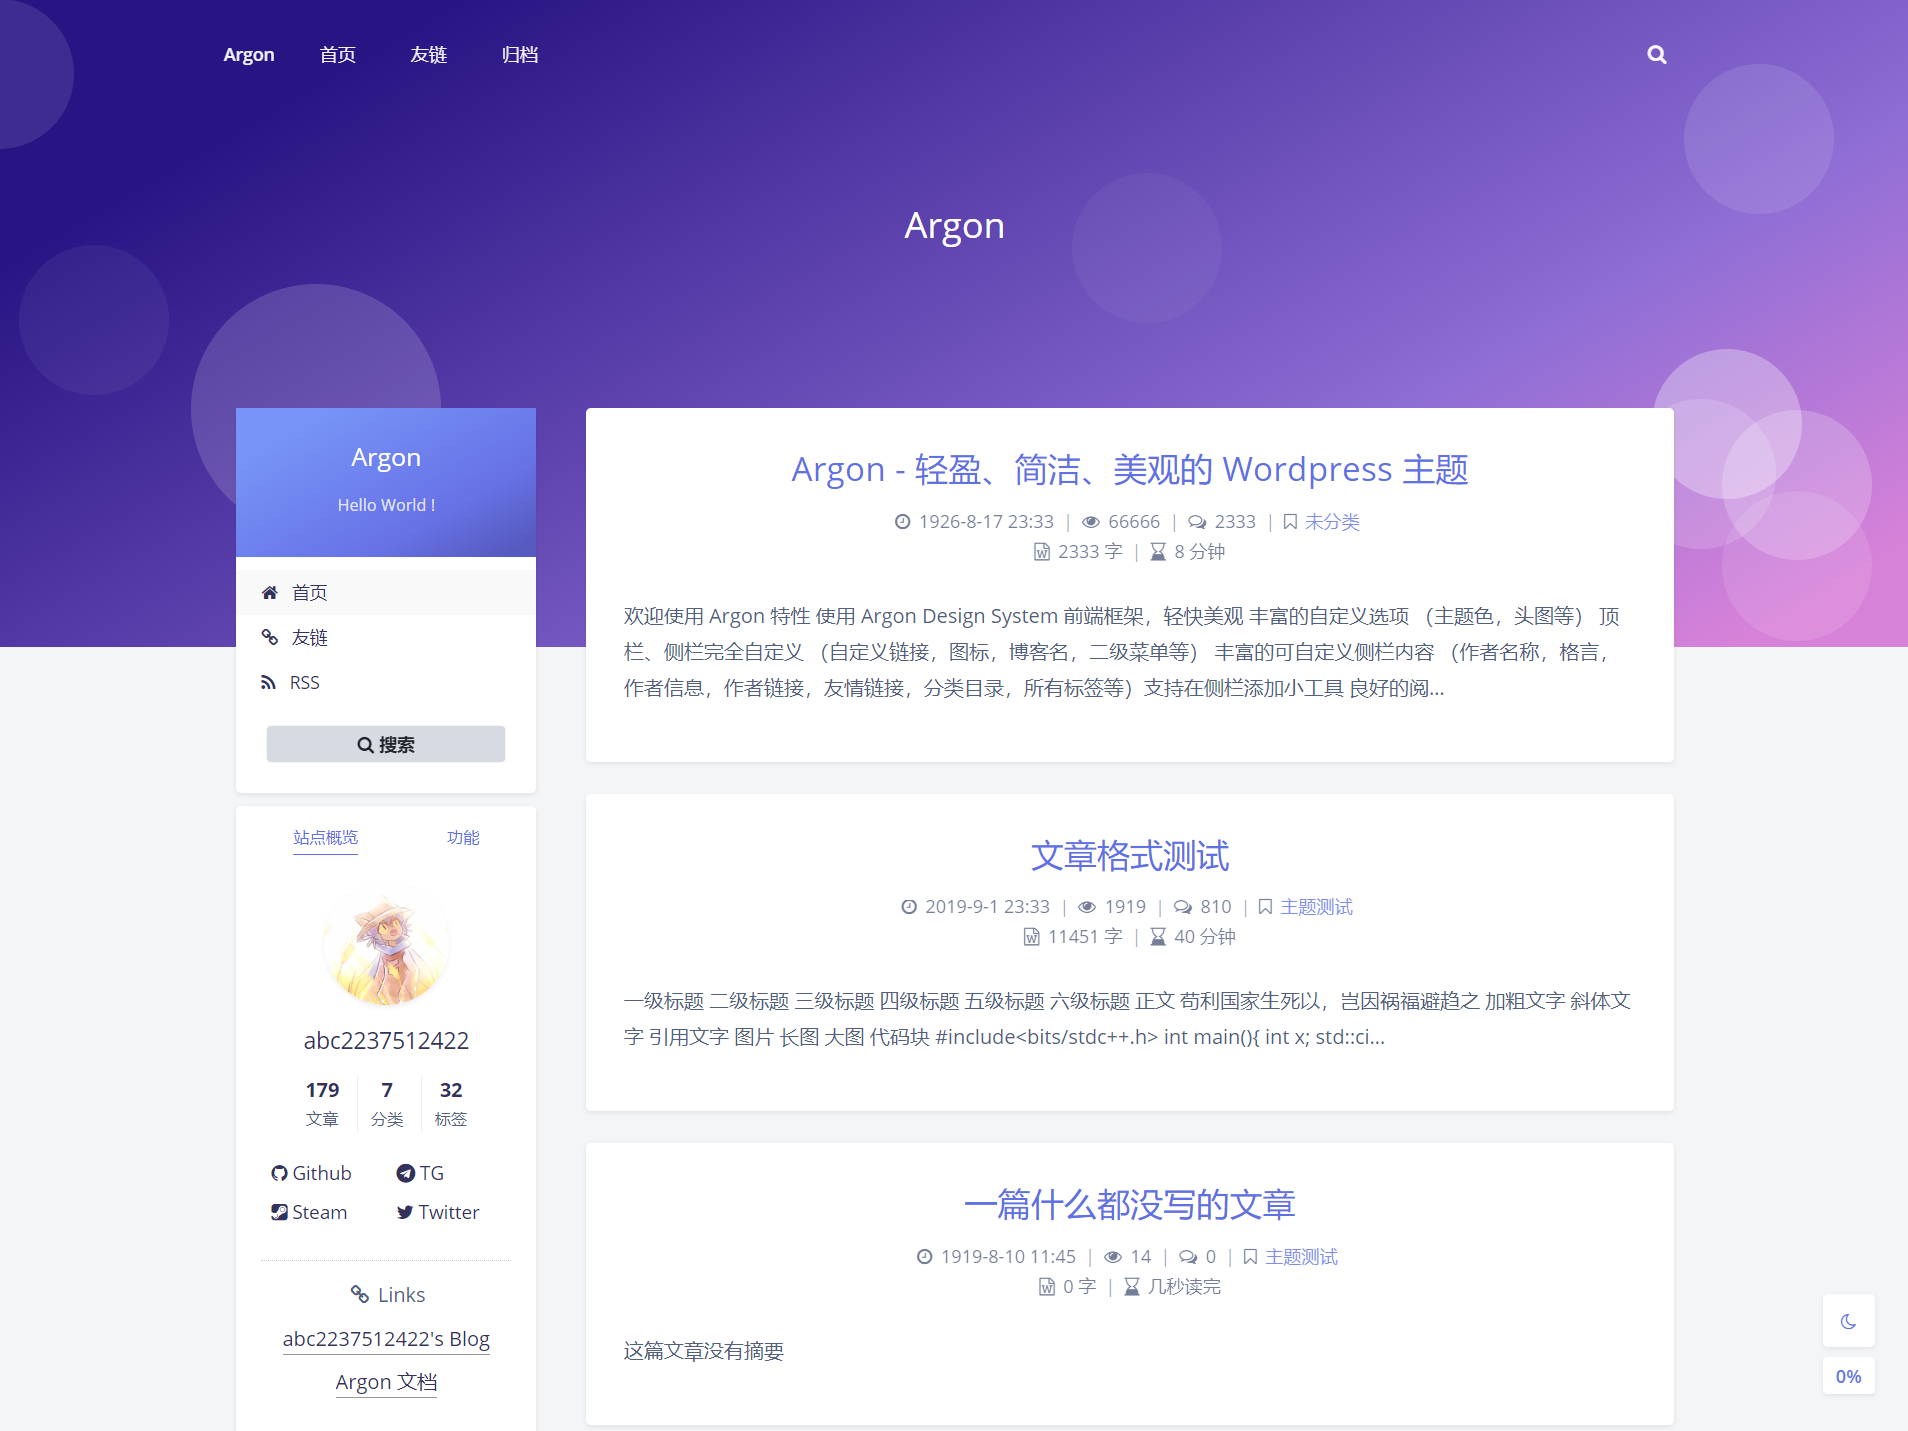 Argon 首页 友链 归档
Argon
Argon
Hello World !
首页
友链
RSS
搜索
站点概览 功能
abc2237512422
179 7 32
文章 分类 标签
Github TG
Steam Twitter
Links
abc2237512422's Blog
Argon 文档
Argon - 轻盈、简洁、美观的 Wordpress 主题
1926-8-17 23:33 | 66666 | 2333 | 未分类
2333 字 | 8 分钟
欢迎使用 Argon 特性 使用 Argon Design System 前端框架，轻快美观 丰富的自定义选项 （主题色，头图等） 顶
栏、侧栏完全自定义 （自定义链接，图标，博客名，二级菜单等） 丰富的可自定义侧栏内容 （作者名称，格言，
作者信息，作者链接，友情链接，分类目录，所有标签等）支持在侧栏添加小工具 良好的阅...
文章格式测试
2019-9-1 23:33 | 1919 | 810 | 主题测试
11451 字 | 40 分钟
一级标题 二级标题 三级标题 四级标题 五级标题 六级标题 正文 苟利国家生死以，岂因祸福避趋之 加粗文字 斜体文
字 引用文字 图片 长图 大图 代码块 #include<bits/stdc++.h> int main(){ int x; std::ci...
一篇什么都没写的文章
1919-8-10 11:45 | 14 | 0 | 主题测试
0 字 | 几秒读完
这篇文章没有摘要
0%